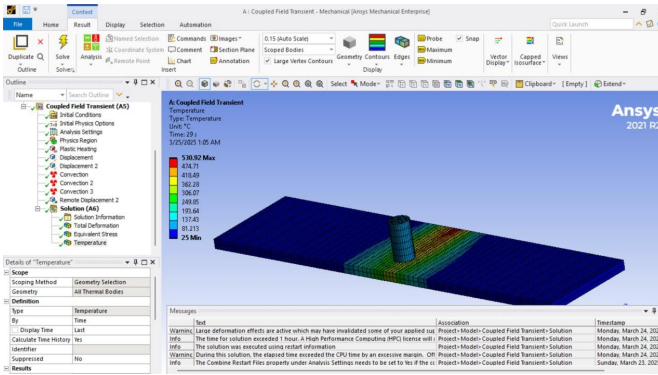 Context
A : Coupled Field Transient - Mechanical [Ansys Mechanical Enterprise]
File Home Result Display Selection Automation
Quick Launch
Duplicate Q Solve Analysis
Named Selection Commands Images
Coordinate System Comment Section Plane
Remote Point Chart Annotation
0.15 (Auto Scale)
Scoped Bodies
Large Vertex Contours
Geometry Contours Edges
Probe Snap
Maximum
Minimum
Vector Display Capped Isosurface Views
Outline Solver Insert Display
Outline
Name Search Outline
Select Mode Clipboard [ Empty ] Extend
Coupled Field Transient (A5)
Initial Conditions
Initial Physics Options
Analysis Settings
Physics Region
Plastic Heating
Displacement
Displacement 2
Convection
Convection 2
Convection 3
Remote Displacement 2
Solution (A6)
Solution Information
Total Deformation
Equivalent Stress
Temperature
A: Coupled Field Transient
Temperature
Type: Temperature
Unit: °C
Time: 29 s
3/25/2025 1:05 AM
530.92 Max
474.71
418.49
362.28
306.07
249.85
193.64
137.43
81.213
25 Min
Ansys
2021 R2
Details of "Temperature"
Scope
Scoping Method Geometry Selection
Geometry All Thermal Bodies
Definition
Type Temperature
By Time
Display Time Last
Calculate Time History Yes
Identifier
Suppressed No
Results
Messages
Text Association Timestamp
Warning Large deformation effects are active which may have invalidated some of your applied sup Project>Model>Coupled Field Transient>Solution Monday, March 24, 202
Info The time for solution exceeded 1 hour. A High Performance Computing (HPC) license will Project>Model>Coupled Field Transient>Solution Monday, March 24, 202
Info The solution was executed using restart information Project>Model>Coupled Field Transient>Solution Monday, March 24, 202
Warning During this solution, the elapsed time exceeded the CPU time by an excessive margin. Project>Model>Coupled Field Transient>Solution Monday, March 24, 202
Info The Combine Restart Files property under Analysis Settings needs to be set to Yes if the Project>Model>Coupled Field Transient>Solution Sunday, March 23, 202